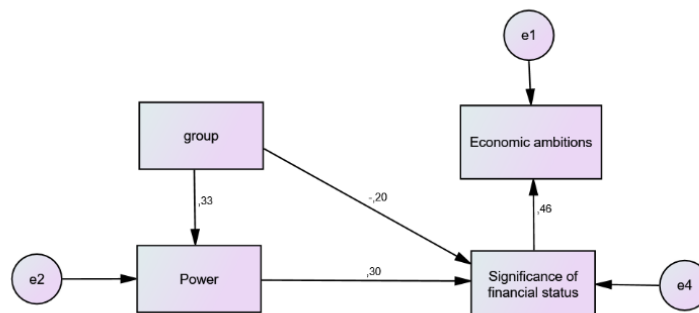 e1
group
Economic ambitions
,33
-,20
,46
e2
Power
,30
Significance of
financial status
e4